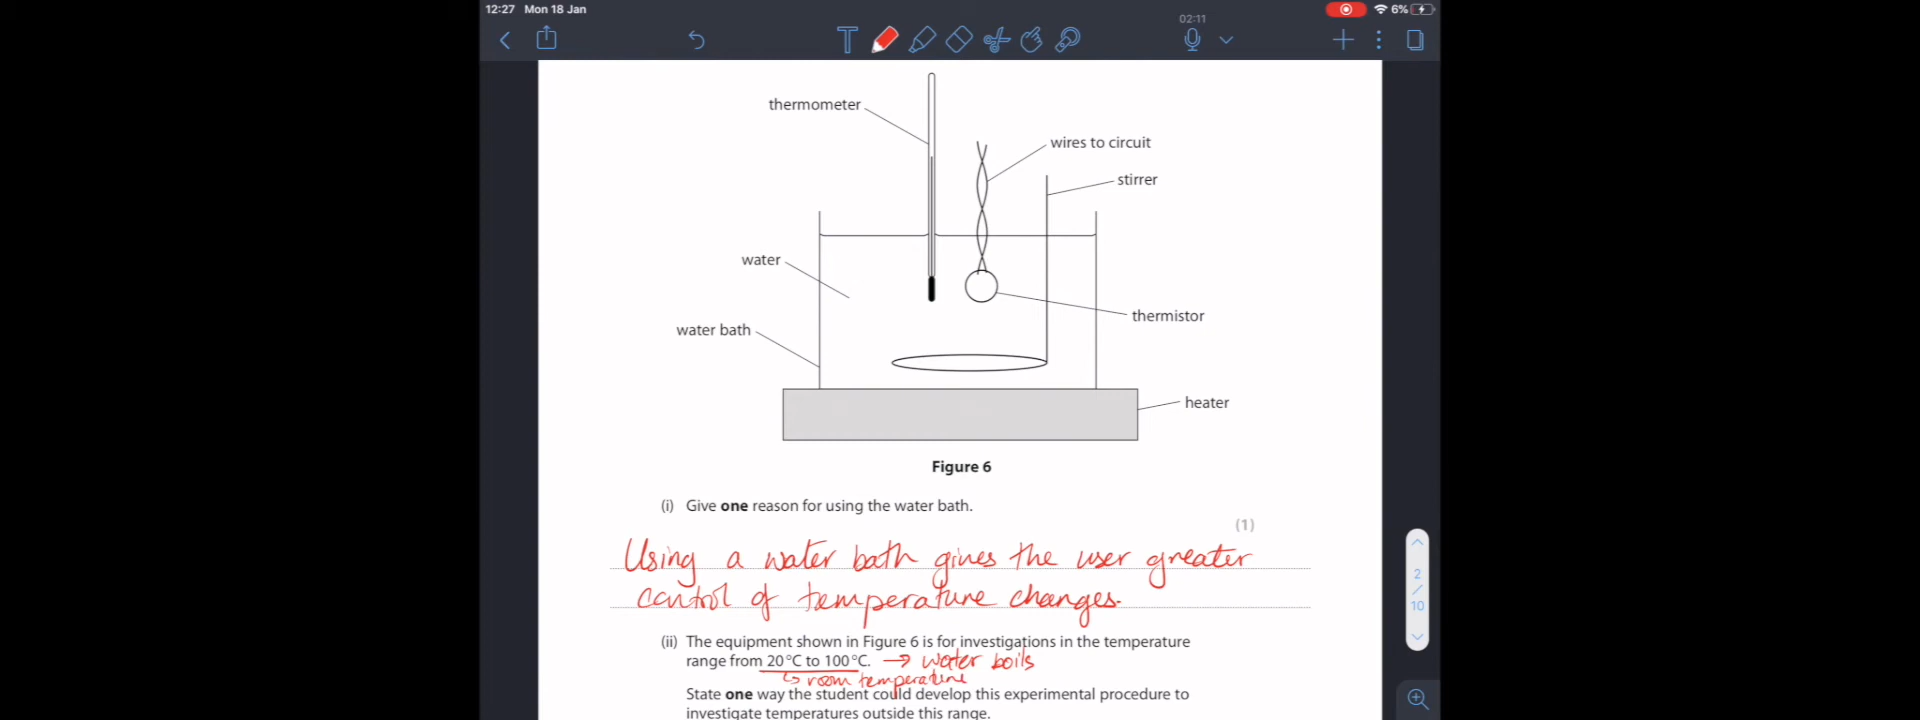 12:27 Mon 18 Jan
6%
02:11
T
thermometer
wires to circuit
stirrer
water
water bath
thermistor
heater
Figure 6
(i) Give one reason for using the water bath.
(1)
Using a water bath gives the user greater
control of temperature changes.
(ii) The equipment shown in Figure 6 is for investigations in the temperature
range from 20°C to 100°C. → water boils
↳ room temperature
State one way the student could develop this experimental procedure to
investigate temperatures outside this range.
2
/
10